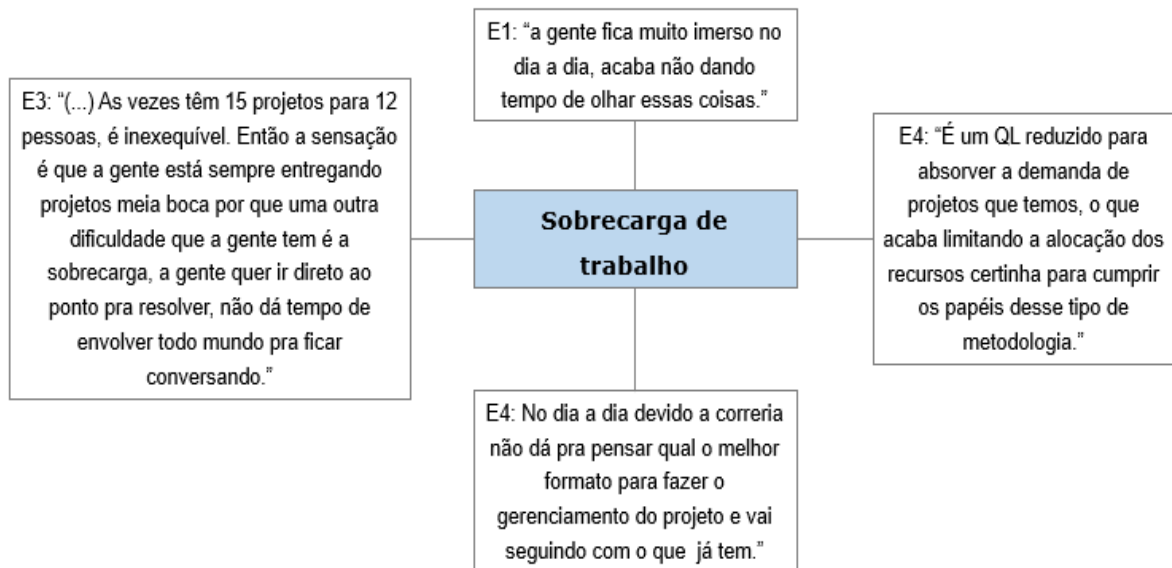 E1: “a gente fica muito imerso no
dia a dia, acaba não dando
tempo de olhar essas coisas.”
E3: “(...) As vezes têm 15 projetos para 12
pessoas, é inexequível. Então a sensação
é que a gente está sempre entregando
projetos meia boca por que uma outra
dificuldade que a gente tem é a
sobrecarga, a gente quer ir direto ao
ponto pra resolver, não dá tempo de
envolver todo mundo pra ficar
conversando.”
Sobrecarga de
trabalho
E4: “É um QL reduzido para
absorver a demanda de
projetos que temos, o que
acaba limitando a alocação dos
recursos certinha para cumprir
os papéis desse tipo de
metodologia.”
E4: No dia a dia devido a correria
não dá pra pensar qual o melhor
formato para fazer o
gerenciamento do projeto e vai
seguindo com o que já tem.”